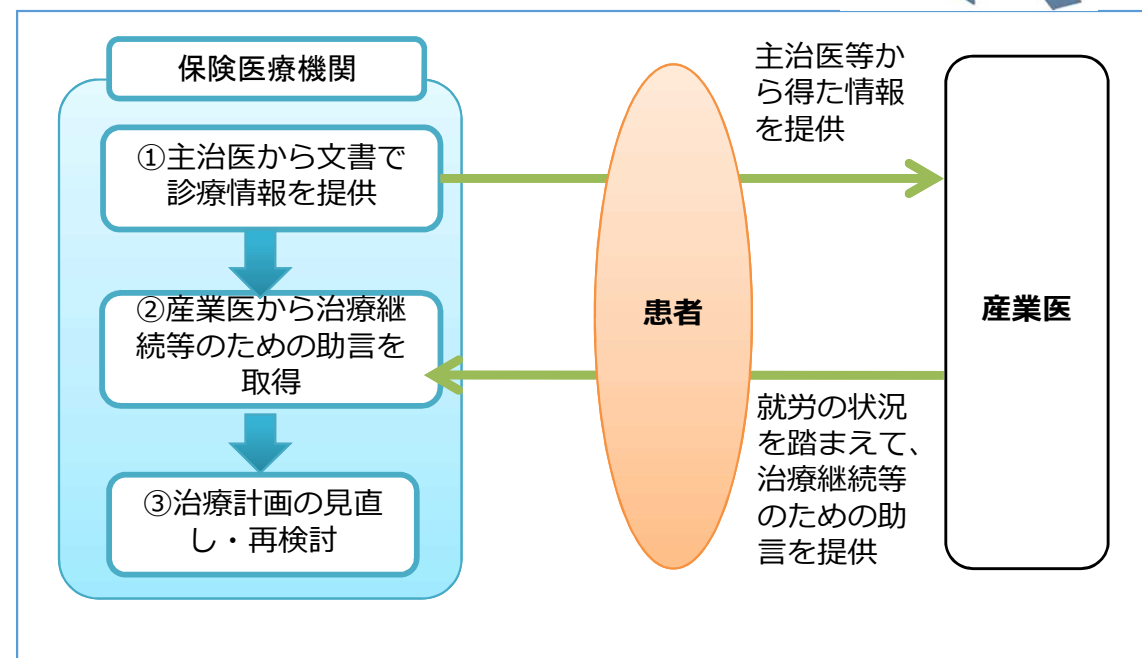 保険医療機関
①主治医から文書で
診療情報を提供
②産業医から治療継
続等のための助言を
取得
③治療計画の見直
し・再検討
患者
主治医等か
ら得た情報
を提供
就労の状況
を踏まえて、
治療継続等
のための助
言を提供
産業医